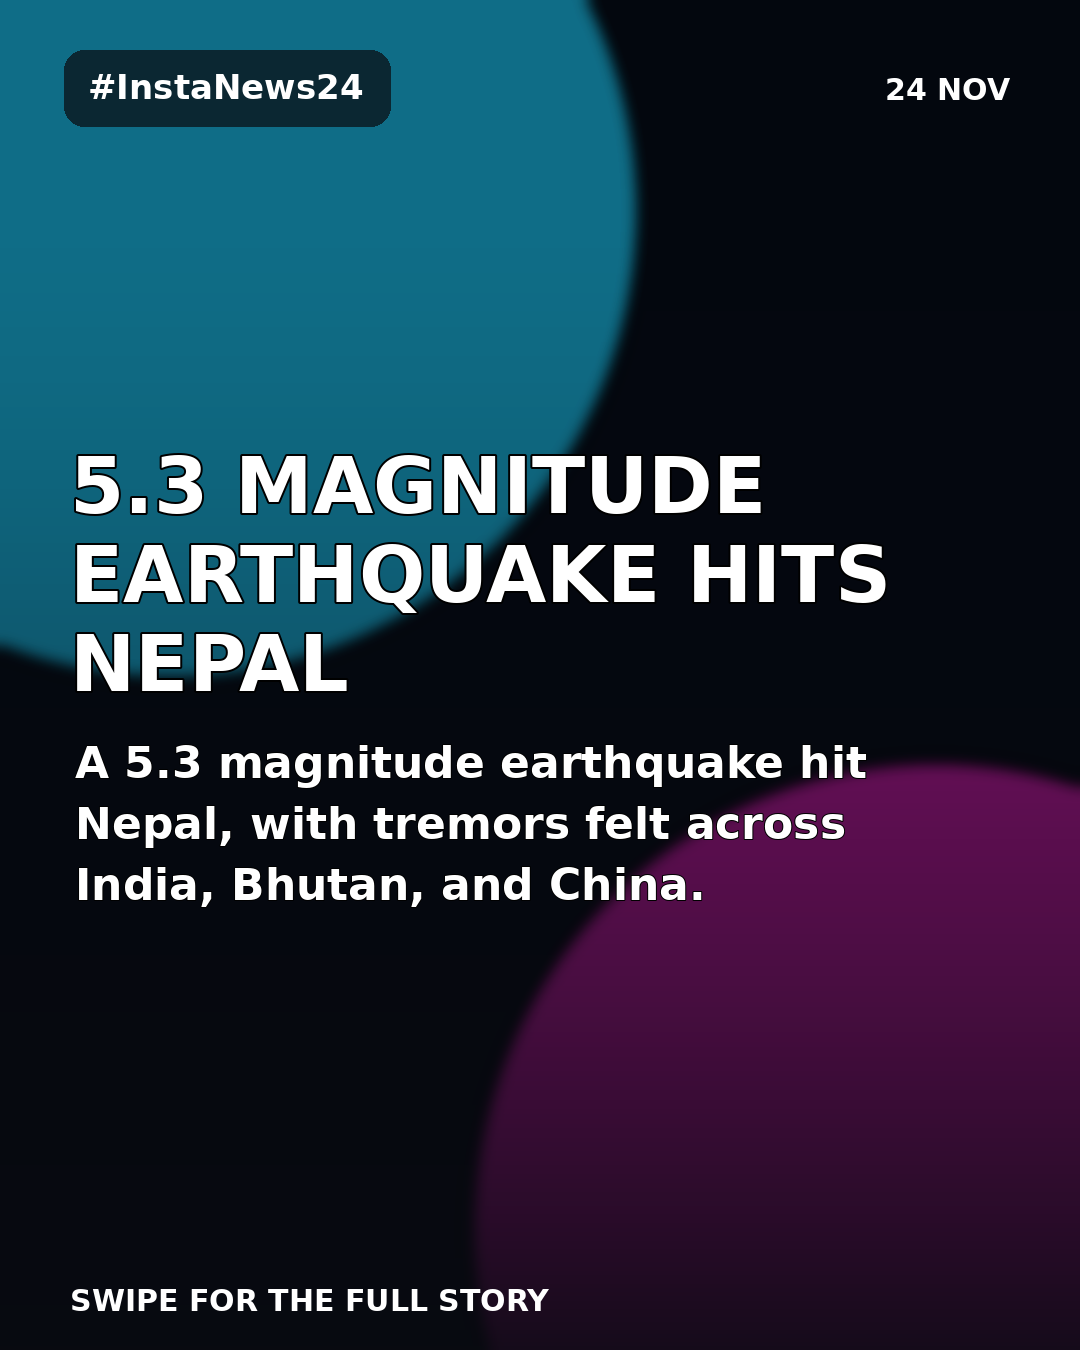 #InstaNews24
24 NOV
5.3 MAGNITUDE
EARTHQUAKE HITS
NEPAL
A 5.3 magnitude earthquake hit
Nepal, with tremors felt across
India, Bhutan, and China.
SWIPE FOR THE FULL STORY